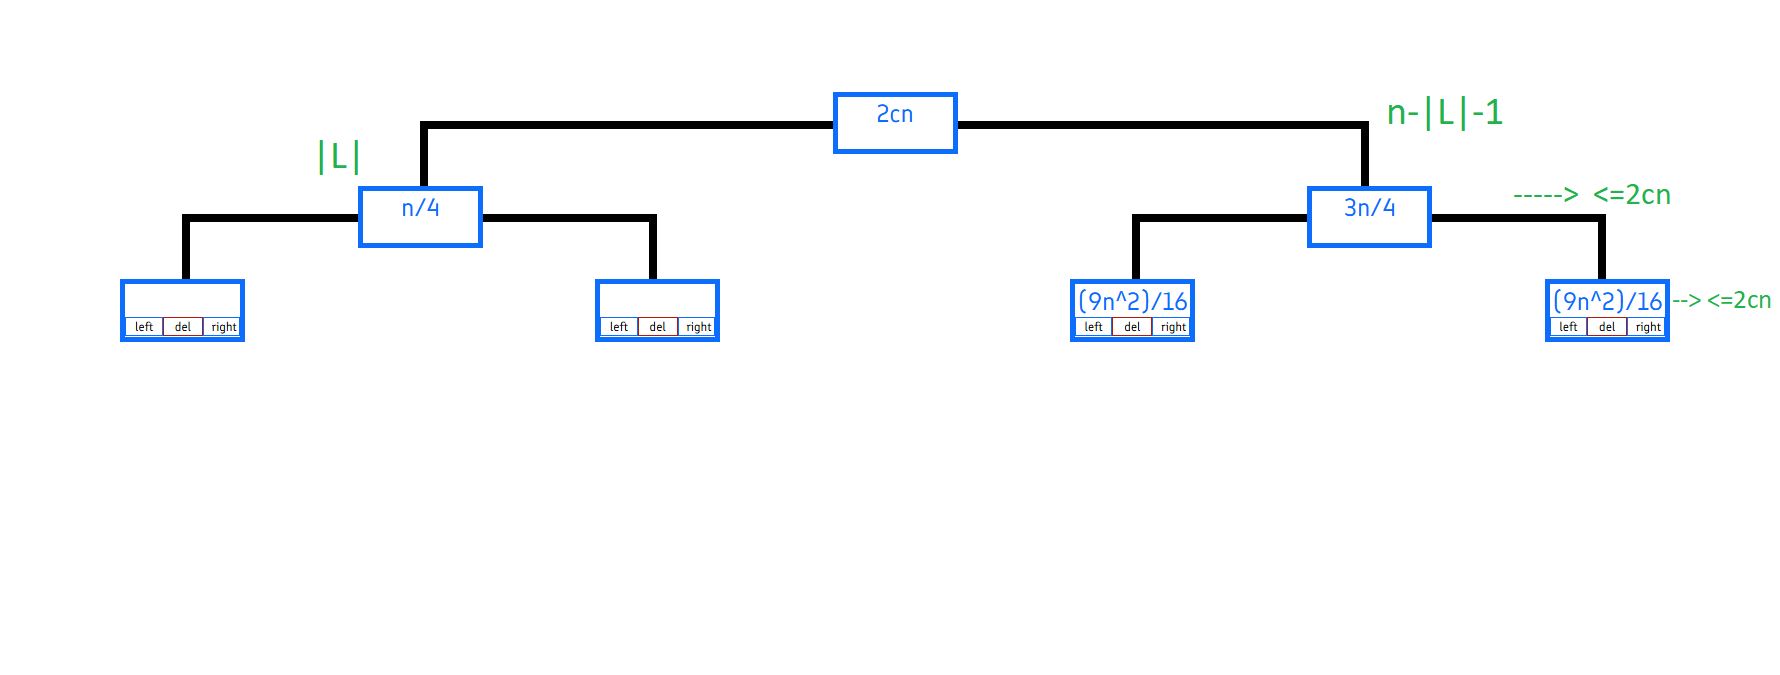 2cn
n-|L|-1
|L|
n/4
3n/4
-----> <=2cn
(9n^2)/16
(9n^2)/16
--> <=2cn
left del right
left del right
left del right
left del right